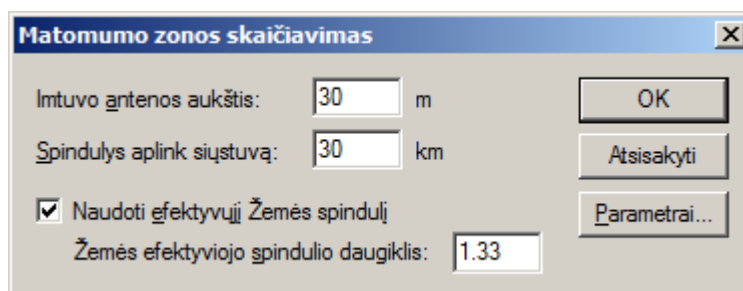 Matomumo zonos skaičiavimas
Imtuvo antenos aukštis: 30 m
OK
Spindulys aplink siųstuvą: 30 km
Atsisakyti
Naudoti efektyvųjį Žemės spindulį
Parametrai...
Žemės efektyviojo spindulio daugiklis: 1.33